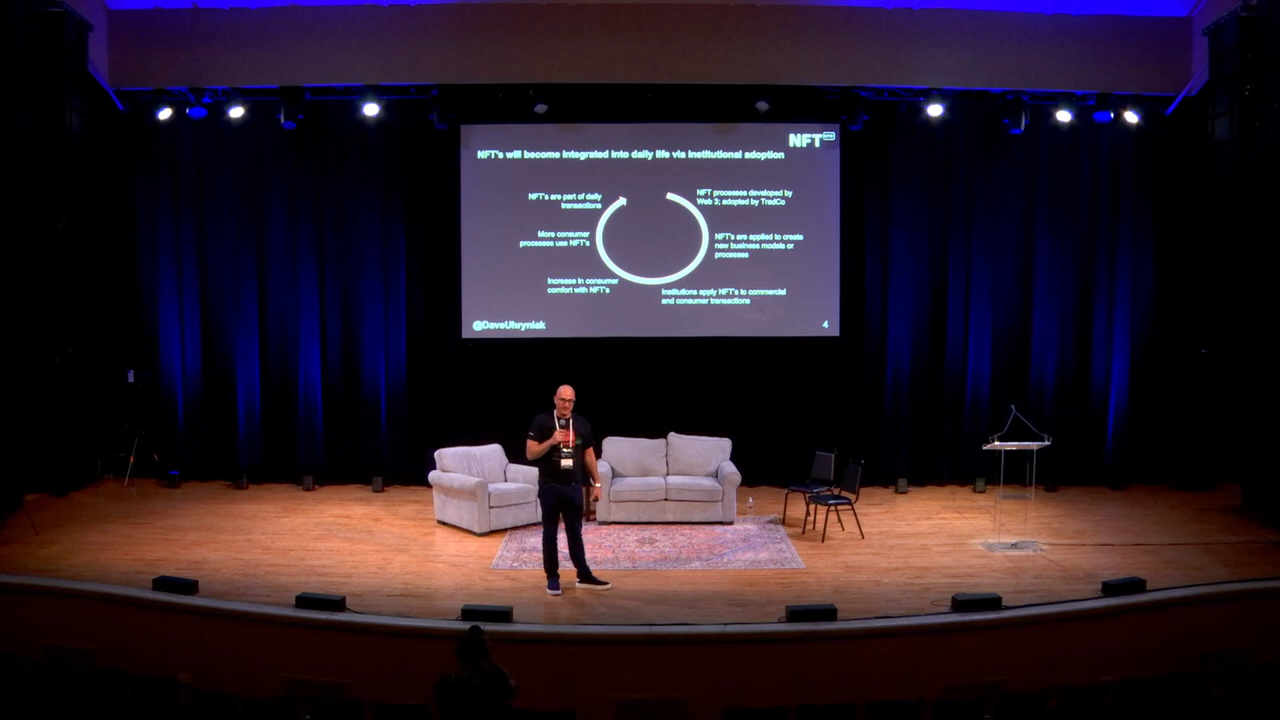 NFT
NFT's will become integrated into daily life via institutional adoption
NFT's are part of daily
transactions
NFT processes developed by
Web 3; adopted by TradCo
More consumer
processes use NFT's
NFT's are applied to create
new business models or
processes
Increase in consumer
comfort with NFT's
Institutions apply NFT's to commercial
and consumer transactions
@DaveUhryniak
4